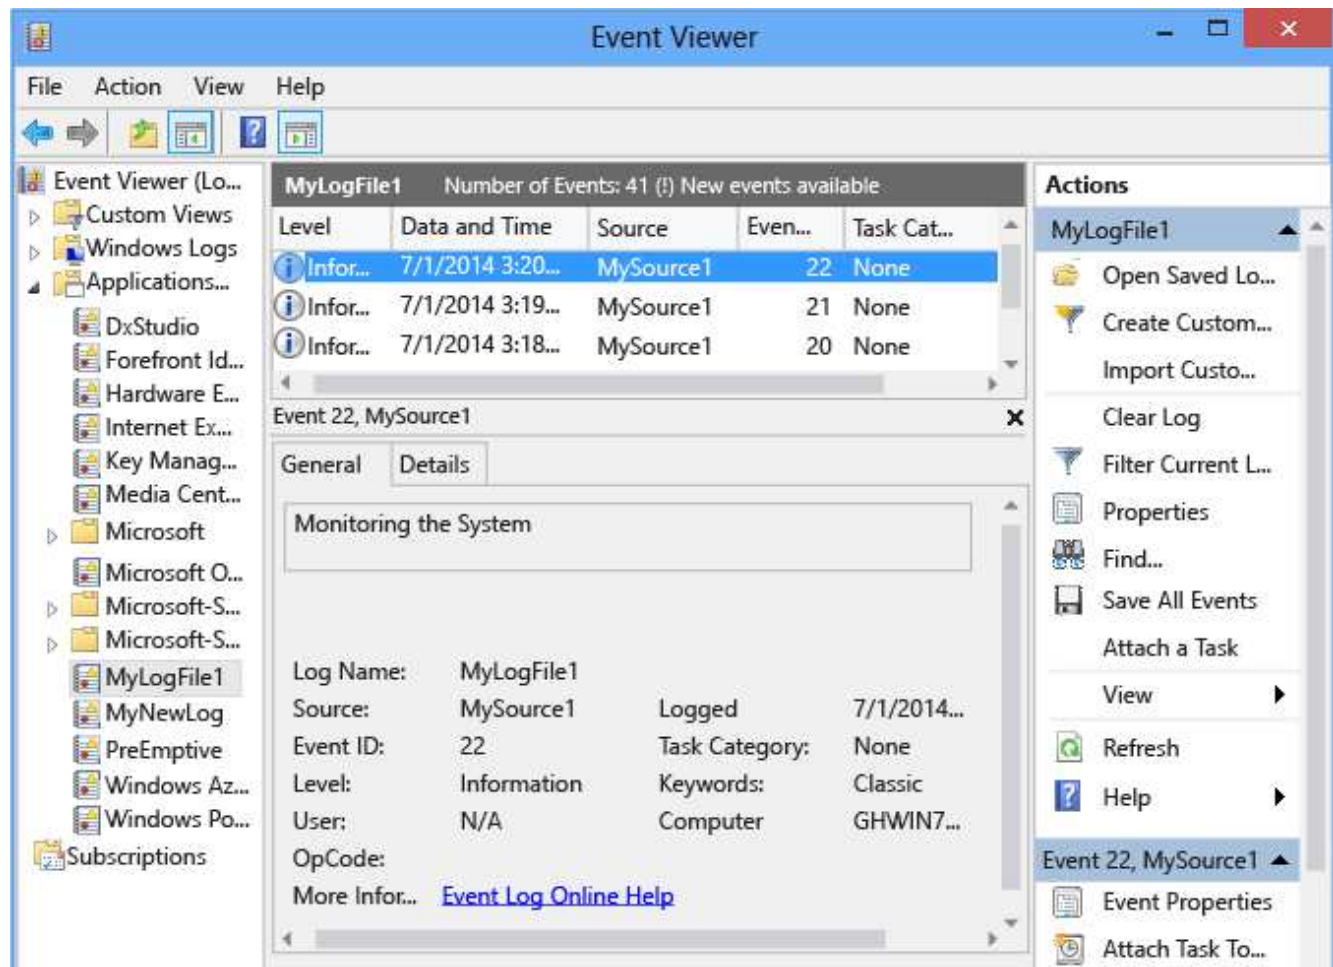 Event Viewer
File Action View Help
Event Viewer (Lo...
Custom Views
Windows Logs
Applications...
DxStudio
Forefront Id...
Hardware E...
Internet Ex...
Key Manag...
Media Cent...
Microsoft
Microsoft O...
Microsoft-S...
Microsoft-S...
MyLogFile1
MyNewLog
PreEmptive
Windows Az...
Windows Po...
Subscriptions
MyLogFile1 Number of Events: 41 (!) New events available
Level Data and Time Source Even... Task Cat...
Infor... 7/1/2014 3:20... MySource1 22 None
Infor... 7/1/2014 3:19... MySource1 21 None
Infor... 7/1/2014 3:18... MySource1 20 None
Event 22, MySource1
General Details
Monitoring the System
Log Name: MyLogFile1
Source: MySource1 Logged 7/1/2014...
Event ID: 22 Task Category: None
Level: Information Keywords: Classic
User: N/A Computer GHWIN7...
OpCode:
More Infor... Event Log Online Help
Actions
MyLogFile1
Open Saved Lo...
Create Custom...
Import Custo...
Clear Log
Filter Current L...
Properties
Find...
Save All Events
Attach a Task
View
Refresh
Help
Event 22, MySource1
Event Properties
Attach Task To...